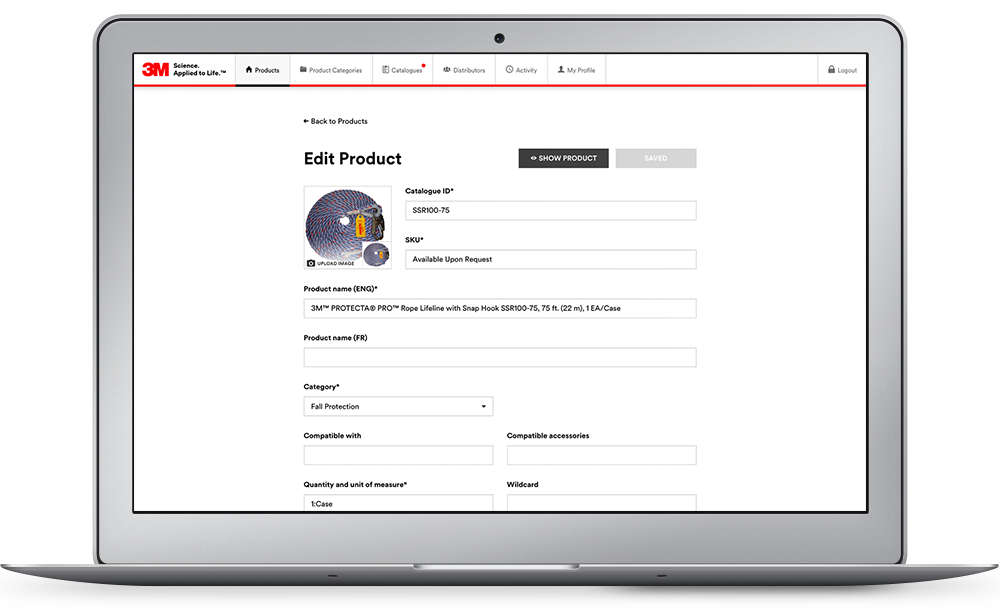 3M Science.
Applied to Life.™
Products
Product Categories
Catalogues
Distributors
Activity
My Profile
Logout
← Back to Products
Edit Product
SHOW PRODUCT
SAVED
Catalogue ID*
SSR100-75
UPLOAD IMAGE
SKU*
Available Upon Request
Product name (ENG)*
3M™ PROTECTA® PRO™ Rope Lifeline with Snap Hook SSR100-75, 75 ft. (22 m), 1 EA/Case
Product name (FR)
Category*
Fall Protection
Compatible with
Compatible accessories
Quantity and unit of measure*
Wildcard
1:Case